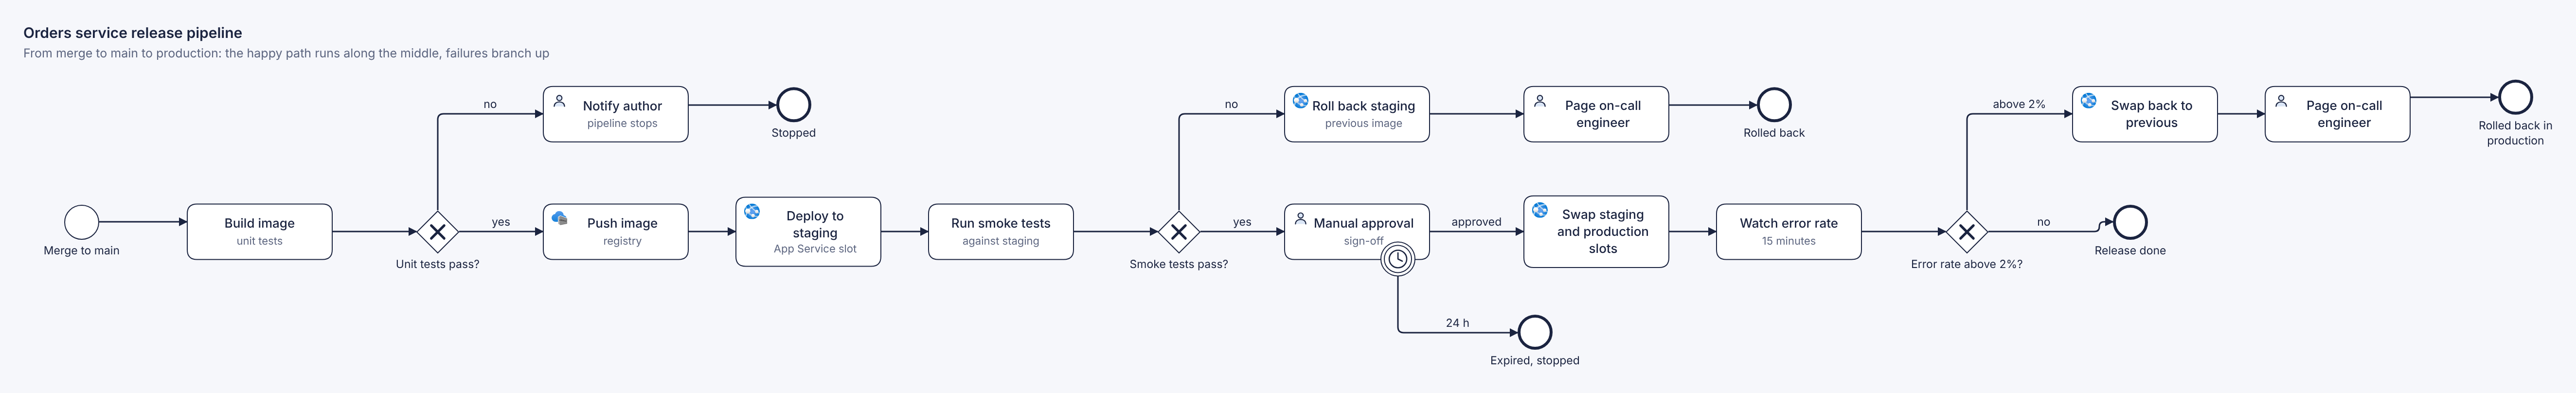 Orders service release pipeline
From merge to main to production: the happy path runs along the middle, failures branch up
Merge to main
Build image
unit tests
Unit tests pass?
no
Notify author
pipeline stops
Stopped
yes
Push image
registry
Deploy to
staging
App Service slot
Run smoke tests
against staging
Smoke tests pass?
no
Roll back staging
previous image
Page on-call
engineer
Rolled back
yes
Manual approval
sign-off
24 h
Expired, stopped
approved
Swap staging
and production
slots
Watch error rate
15 minutes
Error rate above 2%?
above 2%
Swap back to
previous
Page on-call
engineer
Rolled back in
production
no
Release done